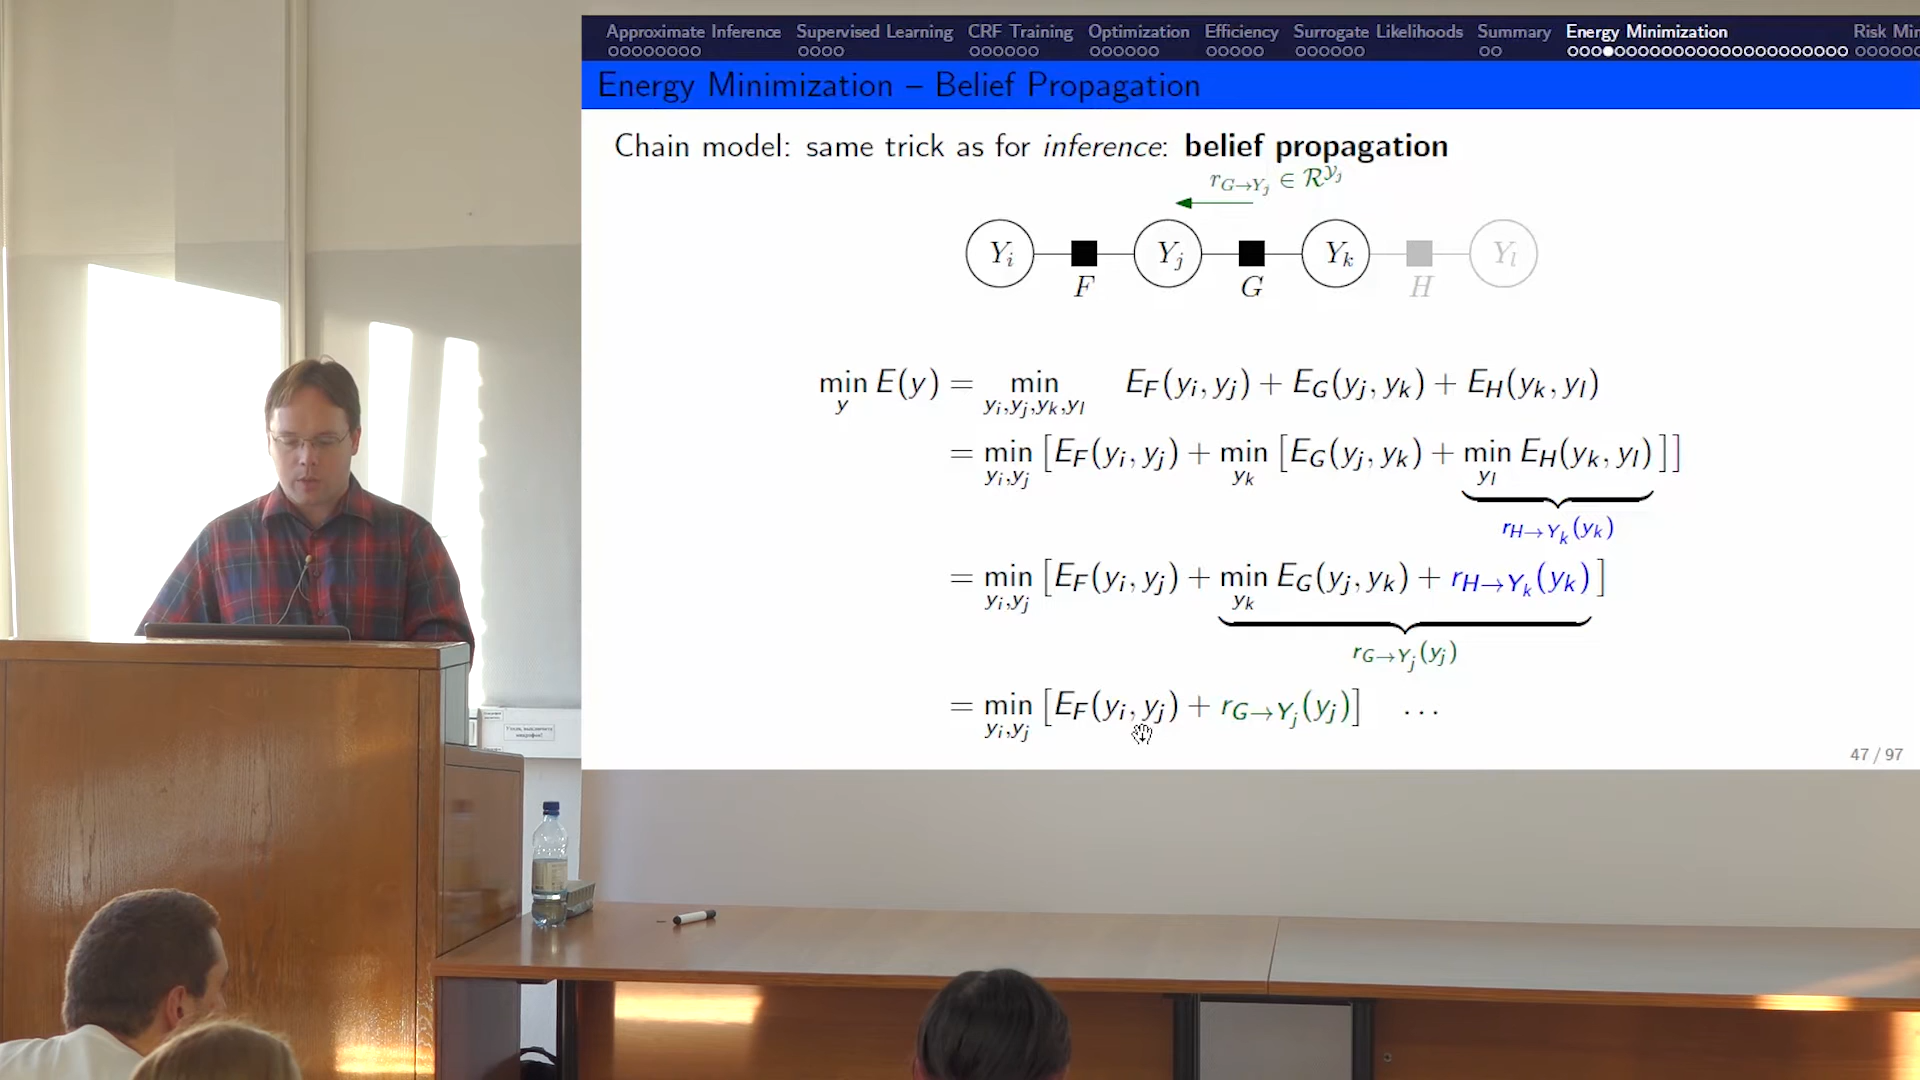 Approximate Inference Supervised Learning CRF Training Optimization Efficiency Surrogate Likelihoods Summary Energy Minimization Risk Min
Energy Minimization – Belief Propagation
Chain model: same trick as for inference: belief propagation
r_{G→Y_j} ∈ ℛ^{𝒴_j}
Y_i Y_j Y_k Y_l
F G H
min_y E(y) = min_{y_i,y_j,y_k,y_l} E_F(y_i, y_j) + E_G(y_j, y_k) + E_H(y_k, y_l)
= min_{y_i,y_j} [E_F(y_i, y_j) + min_{y_k} [E_G(y_j, y_k) + min_{y_l} E_H(y_k, y_l)]]
r_{H→Y_k}(y_k)
= min_{y_i,y_j} [E_F(y_i, y_j) + min_{y_k} E_G(y_j, y_k) + r_{H→Y_k}(y_k)]
r_{G→Y_j}(y_j)
= min_{y_i,y_j} [E_F(y_i, y_j) + r_{G→Y_j}(y_j)] ...
47 / 97